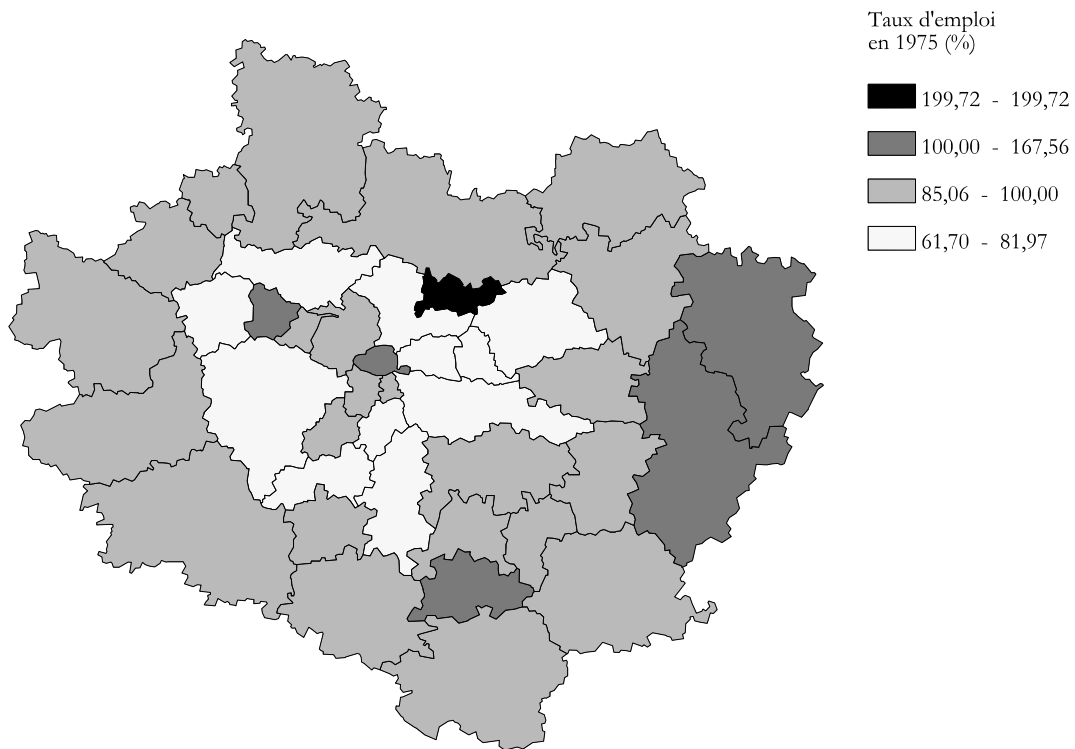 Taux d'emploi
en 1975 (%)
199,72 - 199,72
100,00 - 167,56
85,06 - 100,00
61,70 - 81,97